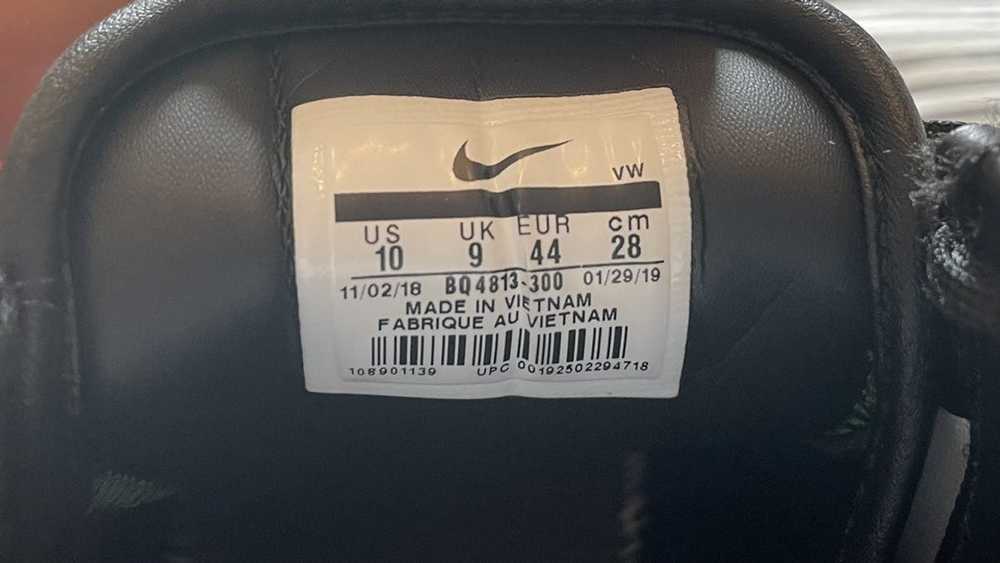 VW
US UK EUR cm
10 9 44 28
11/02/18 BQ4813-300 01/29/19
MADE IN VIETNAM
FABRIQUE AU VIETNAM
108901139 UPC 00192502294718